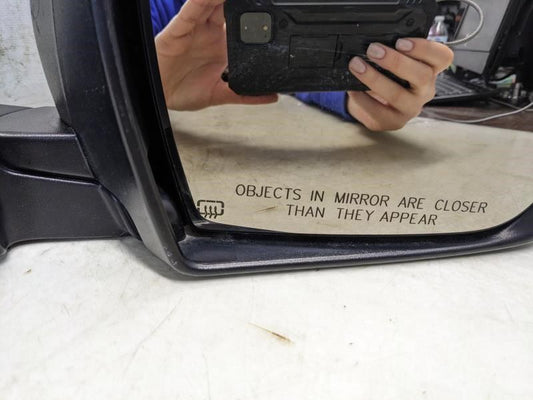 OBJECTS IN MIRROR ARE CLOSER
THAN THEY APPEAR